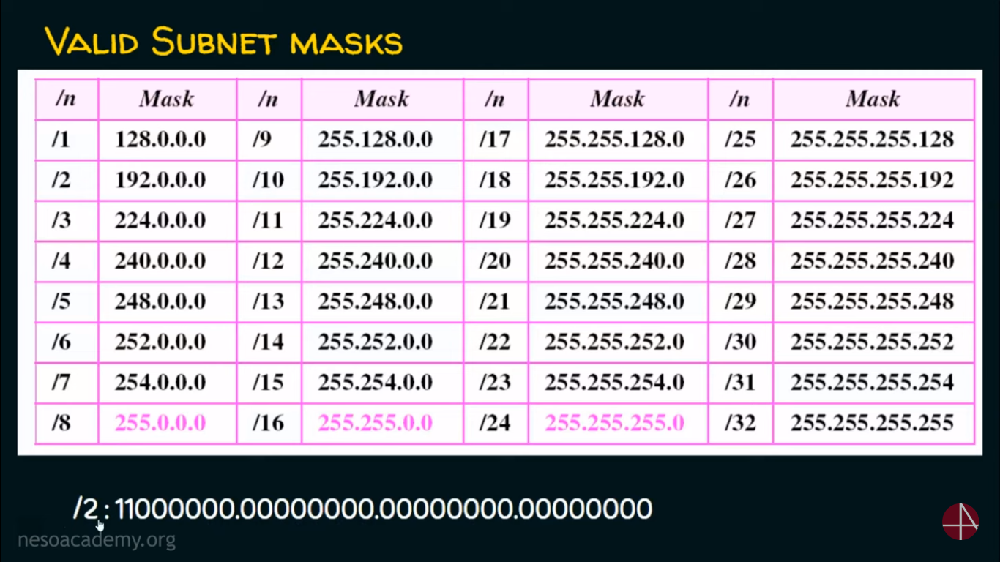 VALID SUBNET MASKS
/n Mask /n Mask /n Mask /n Mask
/1 128.0.0.0 /9 255.128.0.0 /17 255.255.128.0 /25 255.255.255.128
/2 192.0.0.0 /10 255.192.0.0 /18 255.255.192.0 /26 255.255.255.192
/3 224.0.0.0 /11 255.224.0.0 /19 255.255.224.0 /27 255.255.255.224
/4 240.0.0.0 /12 255.240.0.0 /20 255.255.240.0 /28 255.255.255.240
/5 248.0.0.0 /13 255.248.0.0 /21 255.255.248.0 /29 255.255.255.248
/6 252.0.0.0 /14 255.252.0.0 /22 255.255.252.0 /30 255.255.255.252
/7 254.0.0.0 /15 255.254.0.0 /23 255.255.254.0 /31 255.255.255.254
/8 255.0.0.0 /16 255.255.0.0 /24 255.255.255.0 /32 255.255.255.255
/2 : 11000000.00000000.00000000.00000000
nesoacademy.org